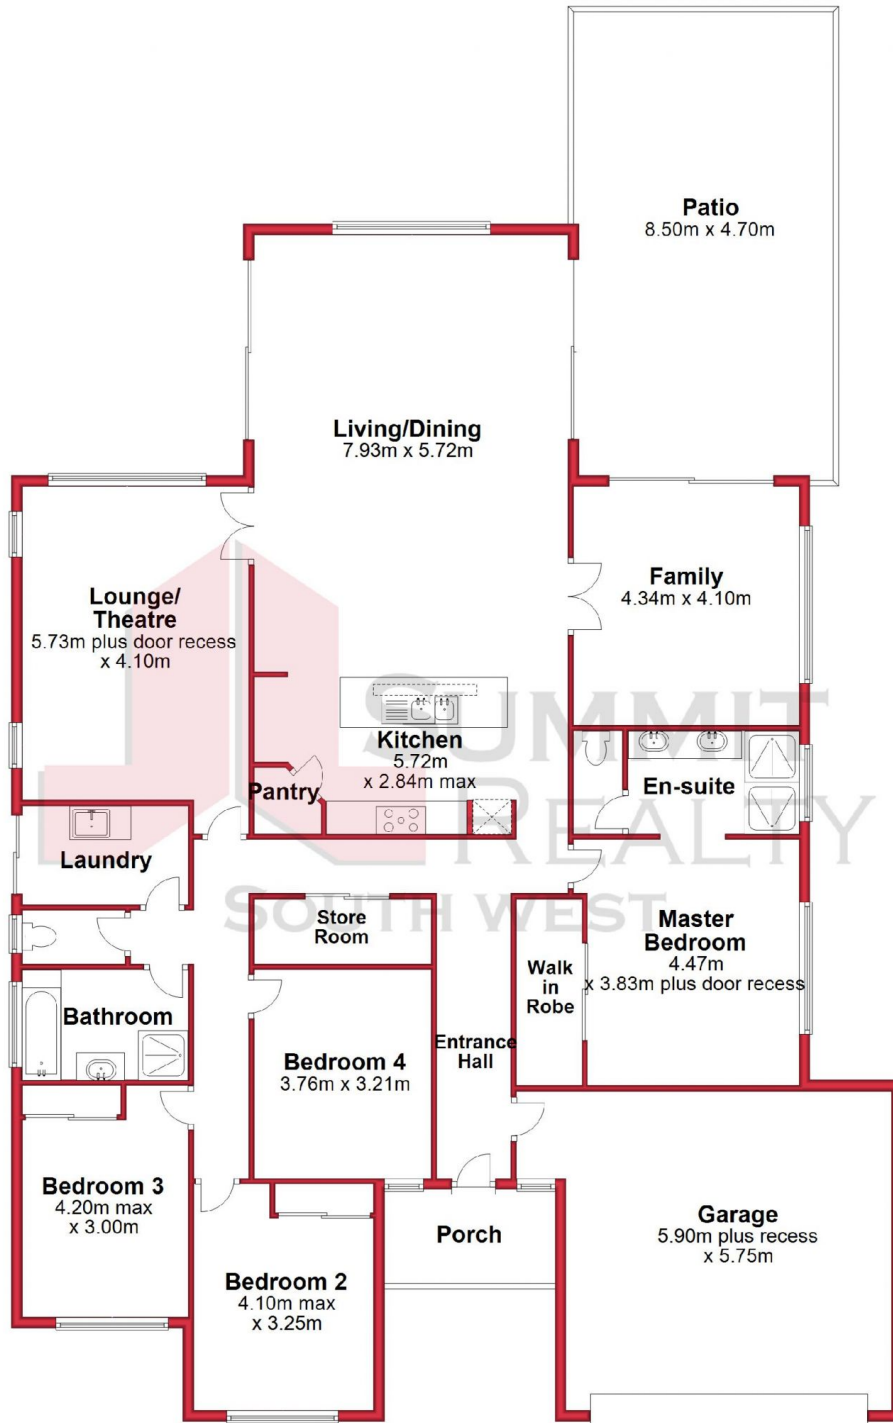 Patio
8.50m x 4.70m
Living/Dining
7.93m x 5.72m
Lounge/
Theatre
5.73m plus door recess
x 4.10m
Family
4.34m x 4.10m
Kitchen
5.72m
x 2.84m max
Pantry
En-suite
Laundry
Store
Room
Master
Bedroom
4.47m
x 3.83m plus door recess
Walk
in
Robe
Bathroom
Bedroom 4
3.76m x 3.21m
Entrance
Hall
Bedroom 3
4.20m max
x 3.00m
Bedroom 2
4.10m max
x 3.25m
Porch
Garage
5.90m plus recess
x 5.75m
SUMMIT
REALTY
SOUTH WEST